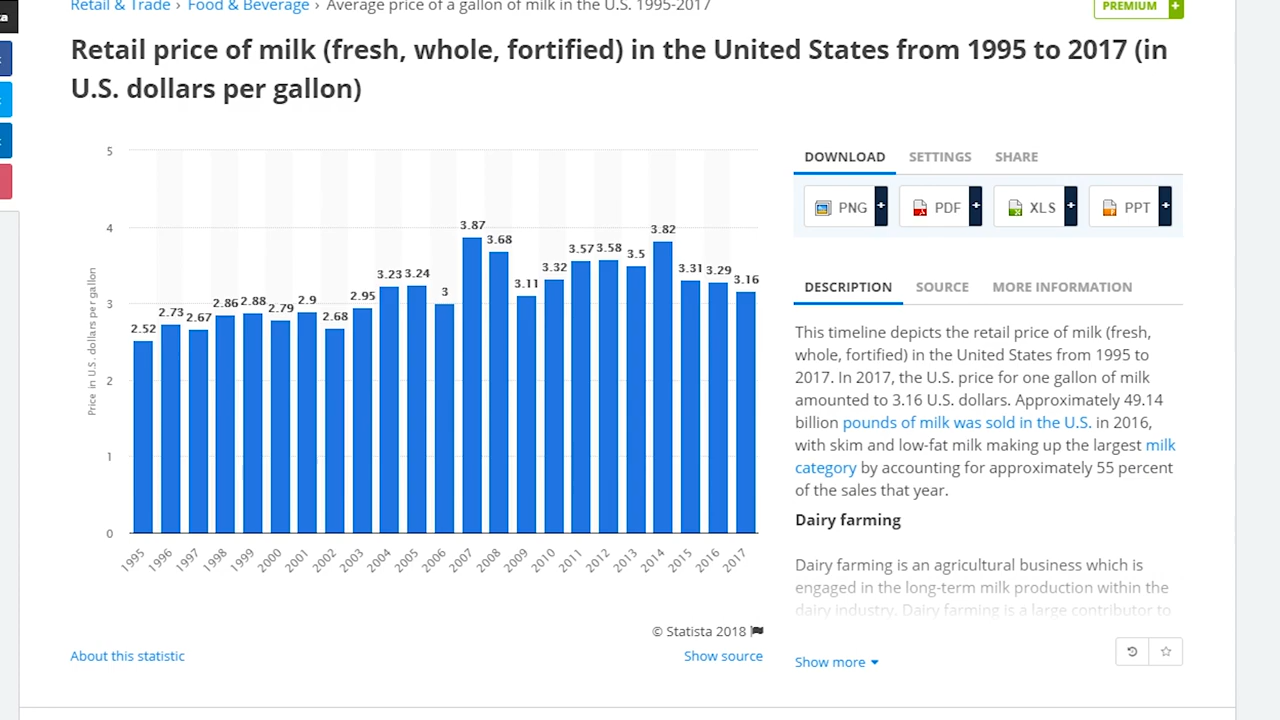 Retail & Trade › Food & Beverage › Average price of a gallon of milk in the U.S. 1995-2017
PREMIUM +
Retail price of milk (fresh, whole, fortified) in the United States from 1995 to 2017 (in
U.S. dollars per gallon)
DOWNLOAD SETTINGS SHARE
PNG + PDF + XLS + PPT +
Price in U.S. dollars per gallon
5
4
3
2
1
0
2.52 2.73 2.67 2.86 2.88 2.79 2.9 2.68 2.95 3.23 3.24 3 3.87 3.68 3.11 3.32 3.57 3.58 3.5 3.82 3.31 3.29 3.16
1995 1996 1997 1998 1999 2000 2001 2002 2003 2004 2005 2006 2007 2008 2009 2010 2011 2012 2013 2014 2015 2016 2017
© Statista 2018
About this statistic
Show source
DESCRIPTION SOURCE MORE INFORMATION
This timeline depicts the retail price of milk (fresh,
whole, fortified) in the United States from 1995 to
2017. In 2017, the U.S. price for one gallon of milk
amounted to 3.16 U.S. dollars. Approximately 49.14
billion pounds of milk was sold in the U.S. in 2016,
with skim and low-fat milk making up the largest milk
category by accounting for approximately 55 percent
of the sales that year.
Dairy farming
Dairy farming is an agricultural business which is
engaged in the long-term milk production within the
dairy industry. Dairy farming is a large contributor to
Show more